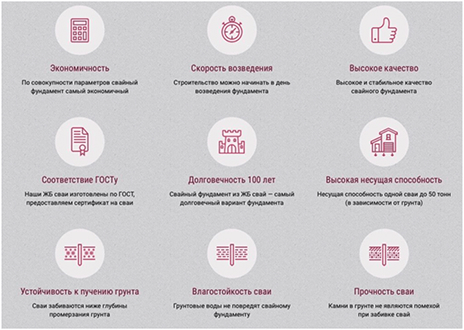 Экономичность
По совокупности параметров свайный
фундамент самый экономичный
Скорость возведения
Строительство можно начинать в день
возведения фундамента
Высокое качество
Высокое и стабильное качество
свайного фундамента
Соответствие ГОСТу
Наши ЖБ сваи изготовлены по ГОСТ,
предоставляем сертификат на сваи
Долговечность 100 лет
Свайный фундамент из ЖБ свай — самый
долговечный вариант фундамента
Высокая несущая способность
Несущая способность одной сваи до 50 тонн
(в зависимости от грунта)
Устойчивость к пучению грунта
Сваи забиваются ниже глубины
промерзания грунта
Влагостойкость сваи
Грунтовые воды не повредят свайному
фундаменту
Прочность сваи
Камни в грунте не являются помехой
при забивке свай